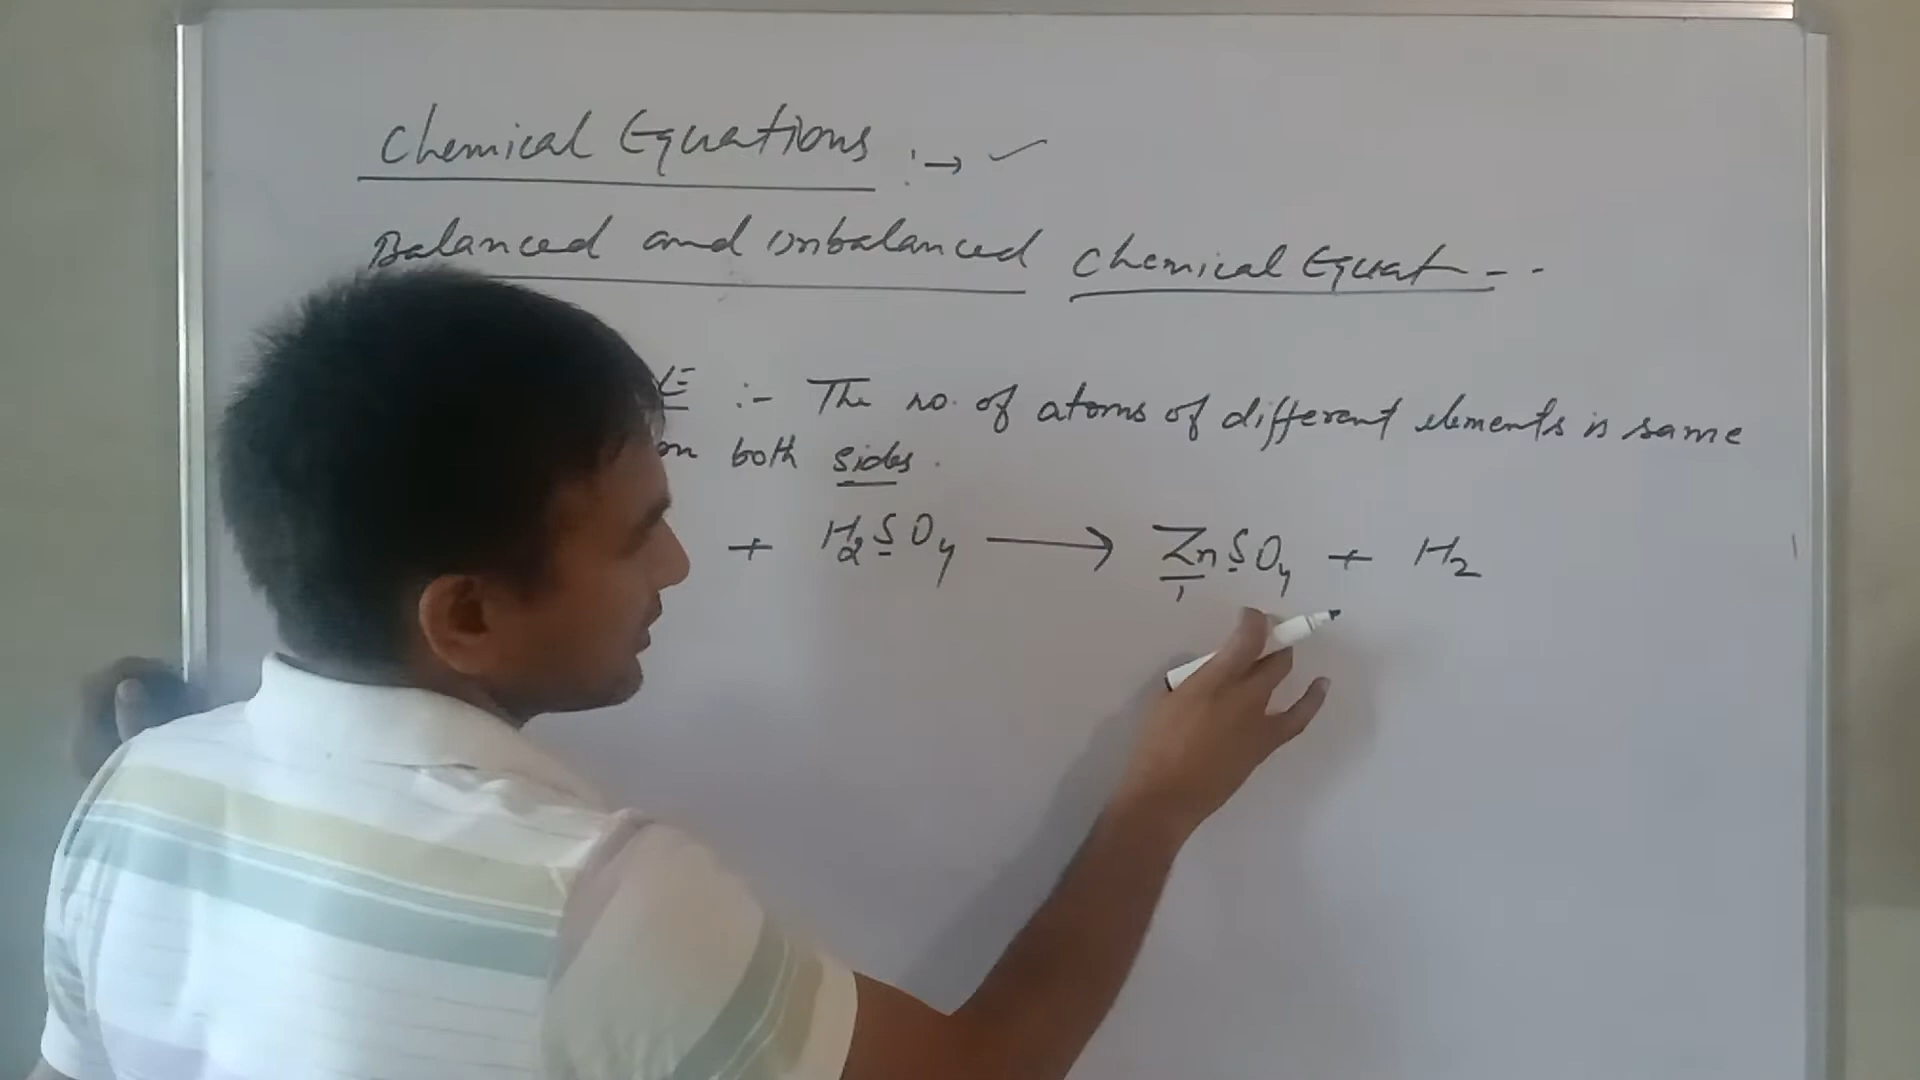 Chemical Equations :→ ✓
Balanced and Unbalanced Chemical Equat - -
:- The no. of atoms of different elements is same
on both sides.
+ H2SO4 → ZnSO4 + H2
1